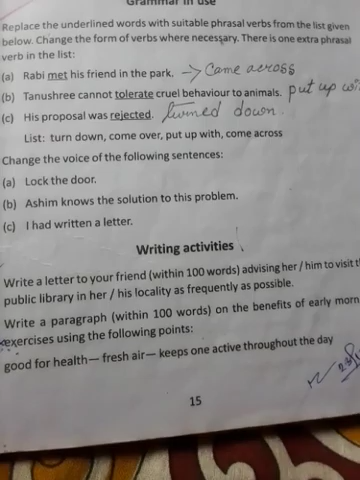 Grammar in use
Replace the underlined words with suitable phrasal verbs from the list given
below. Change the form of verbs where necessary. There is one extra phrasal
verb in the list:
(a) Rabi met his friend in the park. → Came across
(b) Tanushree cannot tolerate cruel behaviour to animals. put up
(c) His proposal was rejected. turned down.
List: turn down, come over, put up with, come across
Change the voice of the following sentences:
(a) Lock the door.
(b) Ashim knows the solution to this problem.
(c) I had written a letter.
Writing activities
Write a letter to your friend (within 100 words) advising her / him to visit
public library in her / his locality as frequently as possible.
Write a paragraph (within 100 words) on the benefits of early
exercises using the following points:
good for health— fresh air— keeps one active throughout the day
15